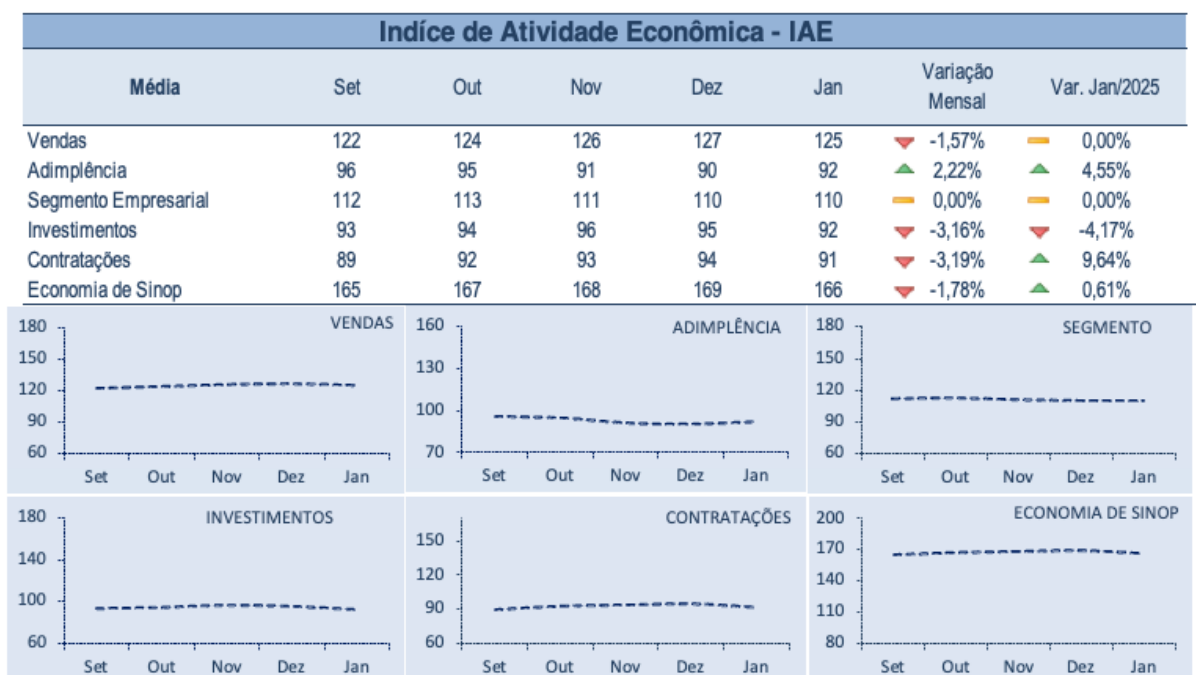 Indíce de Atividade Econômica - IAE
Média Set Out Nov Dez Jan Variação Mensal Var. Jan/2025
Vendas 122 124 126 127 125 -1,57% 0,00%
Adimplência 96 95 91 90 92 2,22% 4,55%
Segmento Empresarial 112 113 111 110 110 0,00% 0,00%
Investimentos 93 94 96 95 92 -3,16% -4,17%
Contratações 89 92 93 94 91 -3,19% 9,64%
Economia de Sinop 165 167 168 169 166 -1,78% 0,61%
VENDAS
180
150
120
90
60
Set Out Nov Dez Jan
ADIMPLÊNCIA
160
130
100
70
Set Out Nov Dez Jan
SEGMENTO
180
150
120
90
60
Set Out Nov Dez Jan
INVESTIMENTOS
180
140
100
60
Set Out Nov Dez Jan
CONTRATAÇÕES
150
120
90
60
Set Out Nov Dez Jan
ECONOMIA DE SINOP
200
170
140
110
80
Set Out Nov Dez Jan